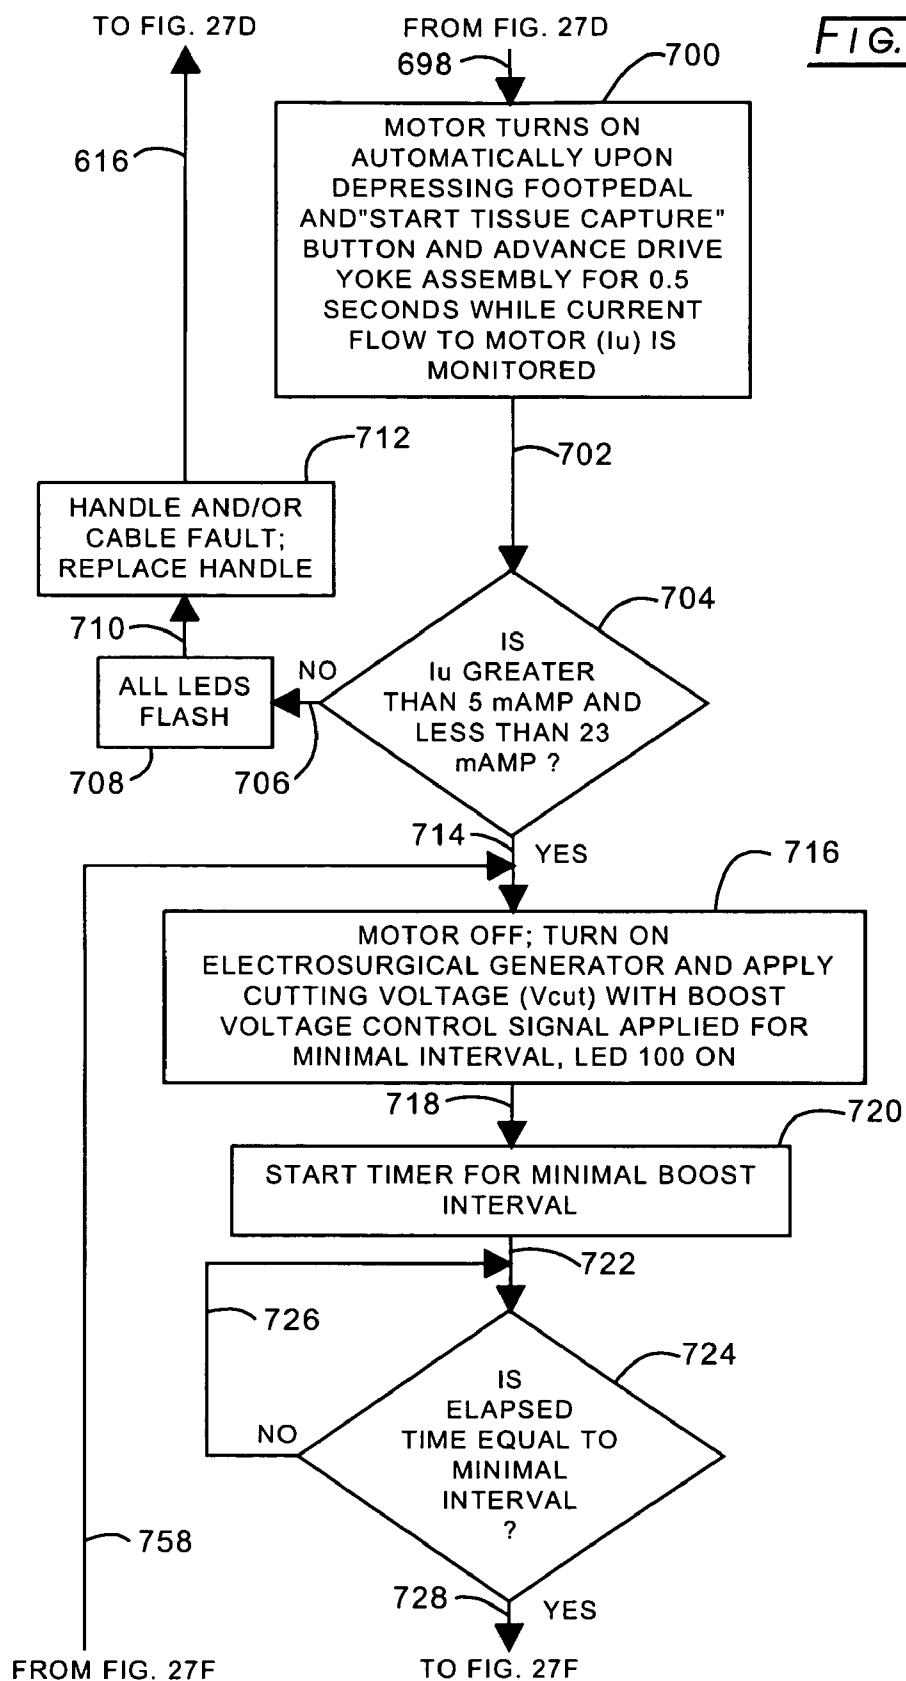 TO FIG. 27D
FROM FIG. 27D
FIG.
698
700
MOTOR TURNS ON
AUTOMATICALLY UPON
DEPRESSING FOOTPEDAL
AND"START TISSUE CAPTURE"
BUTTON AND ADVANCE DRIVE
YOKE ASSEMBLY FOR 0.5
SECONDS WHILE CURRENT
FLOW TO MOTOR (Iu) IS
MONITORED
616
702
712
HANDLE AND/OR
CABLE FAULT;
REPLACE HANDLE
710
704
IS
Iu GREATER
THAN 5 mAMP AND
LESS THAN 23
mAMP ?
NO
ALL LEDS
FLASH
708
706
714
YES
716
MOTOR OFF; TURN ON
ELECTROSURGICAL GENERATOR AND APPLY
CUTTING VOLTAGE (Vcut) WITH BOOST
VOLTAGE CONTROL SIGNAL APPLIED FOR
MINIMAL INTERVAL, LED 100 ON
718
720
START TIMER FOR MINIMAL BOOST
INTERVAL
722
726
724
IS
ELAPSED
TIME EQUAL TO
MINIMAL
INTERVAL
?
NO
758
728
YES
FROM FIG. 27F
TO FIG. 27F